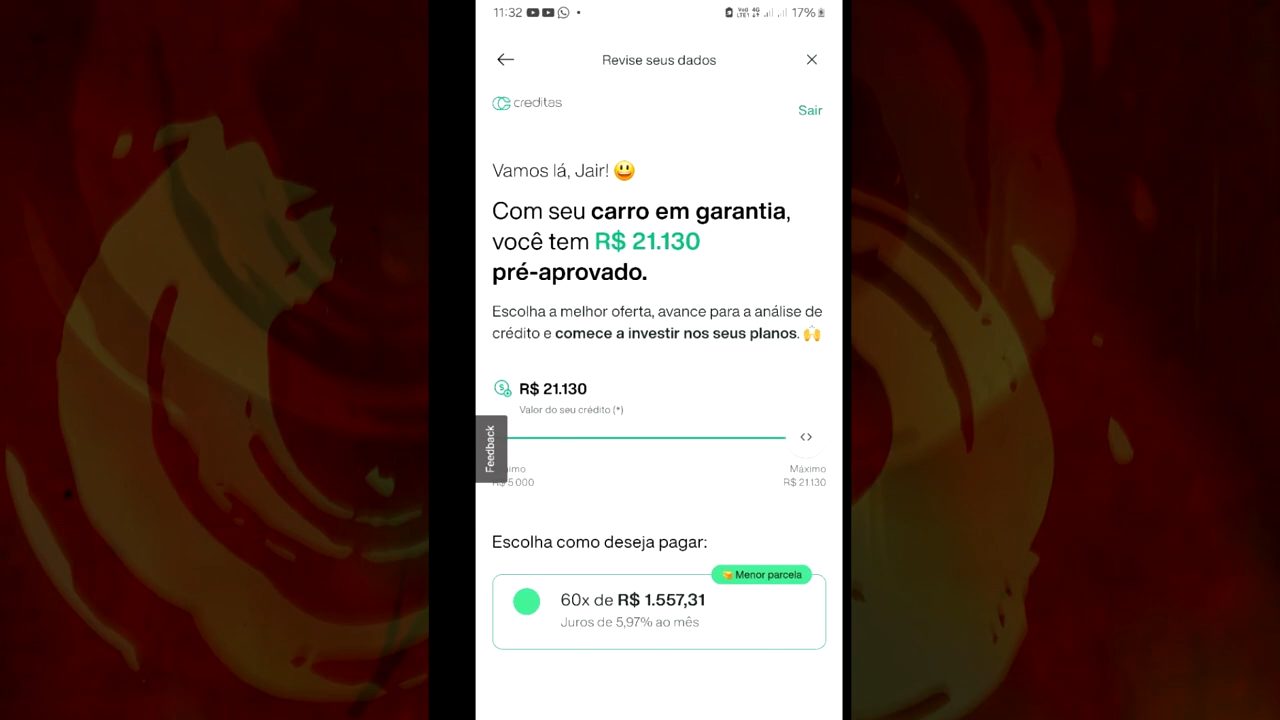 11:32
17%
Revise seus dados
creditas
Sair
Vamos lá, Jair! 😃
Com seu carro em garantia,
você tem R$ 21.130
pré-aprovado.
Escolha a melhor oferta, avance para a análise de
crédito e comece a investir nos seus planos. 🙌
R$ 21.130
Valor do seu crédito (*)
Feedback
Máximo
R$ 5.000
R$ 21.130
Escolha como deseja pagar:
🤝 Menor parcela
60x de R$ 1.557,31
Juros de 5,97% ao mês